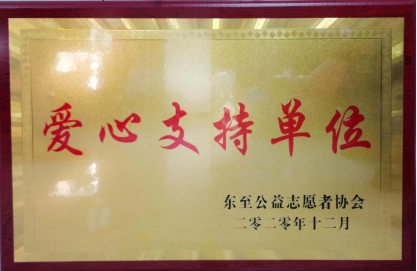 爱心支持单位
东至公益志愿者协会
二零二零年十二月